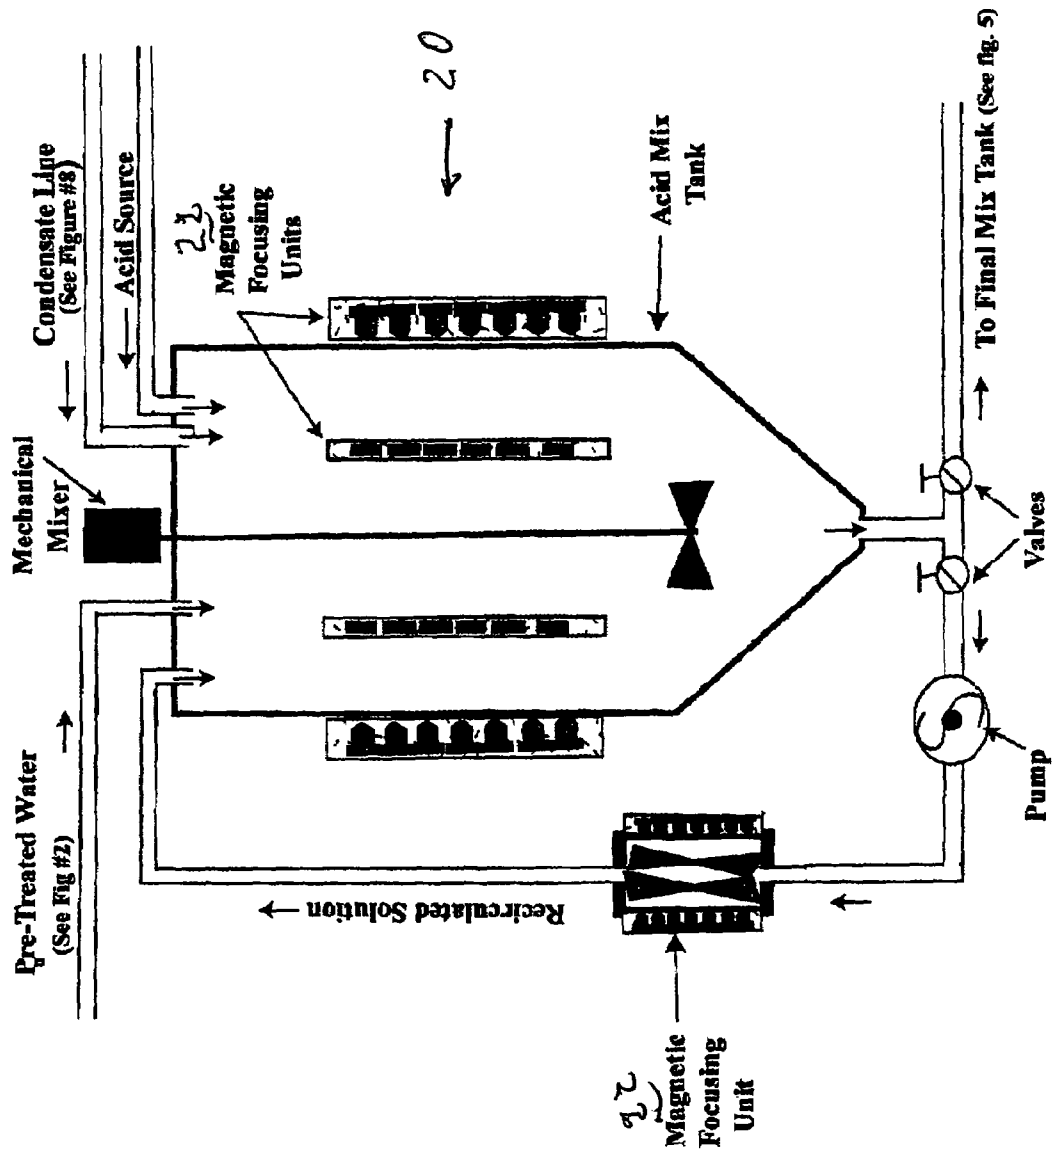 Pre-Treated Water
(See Fig #2)
Mechanical
Mixer
Condensate Line
(See Figure #8)
Acid Source
22
Magnetic
Focusing
Units
20
Acid Mix
Tank
Recirculated Solution
22
Magnetic
Focusing
Unit
Pump
Valves
To Final Mix Tank (See fig. 5)